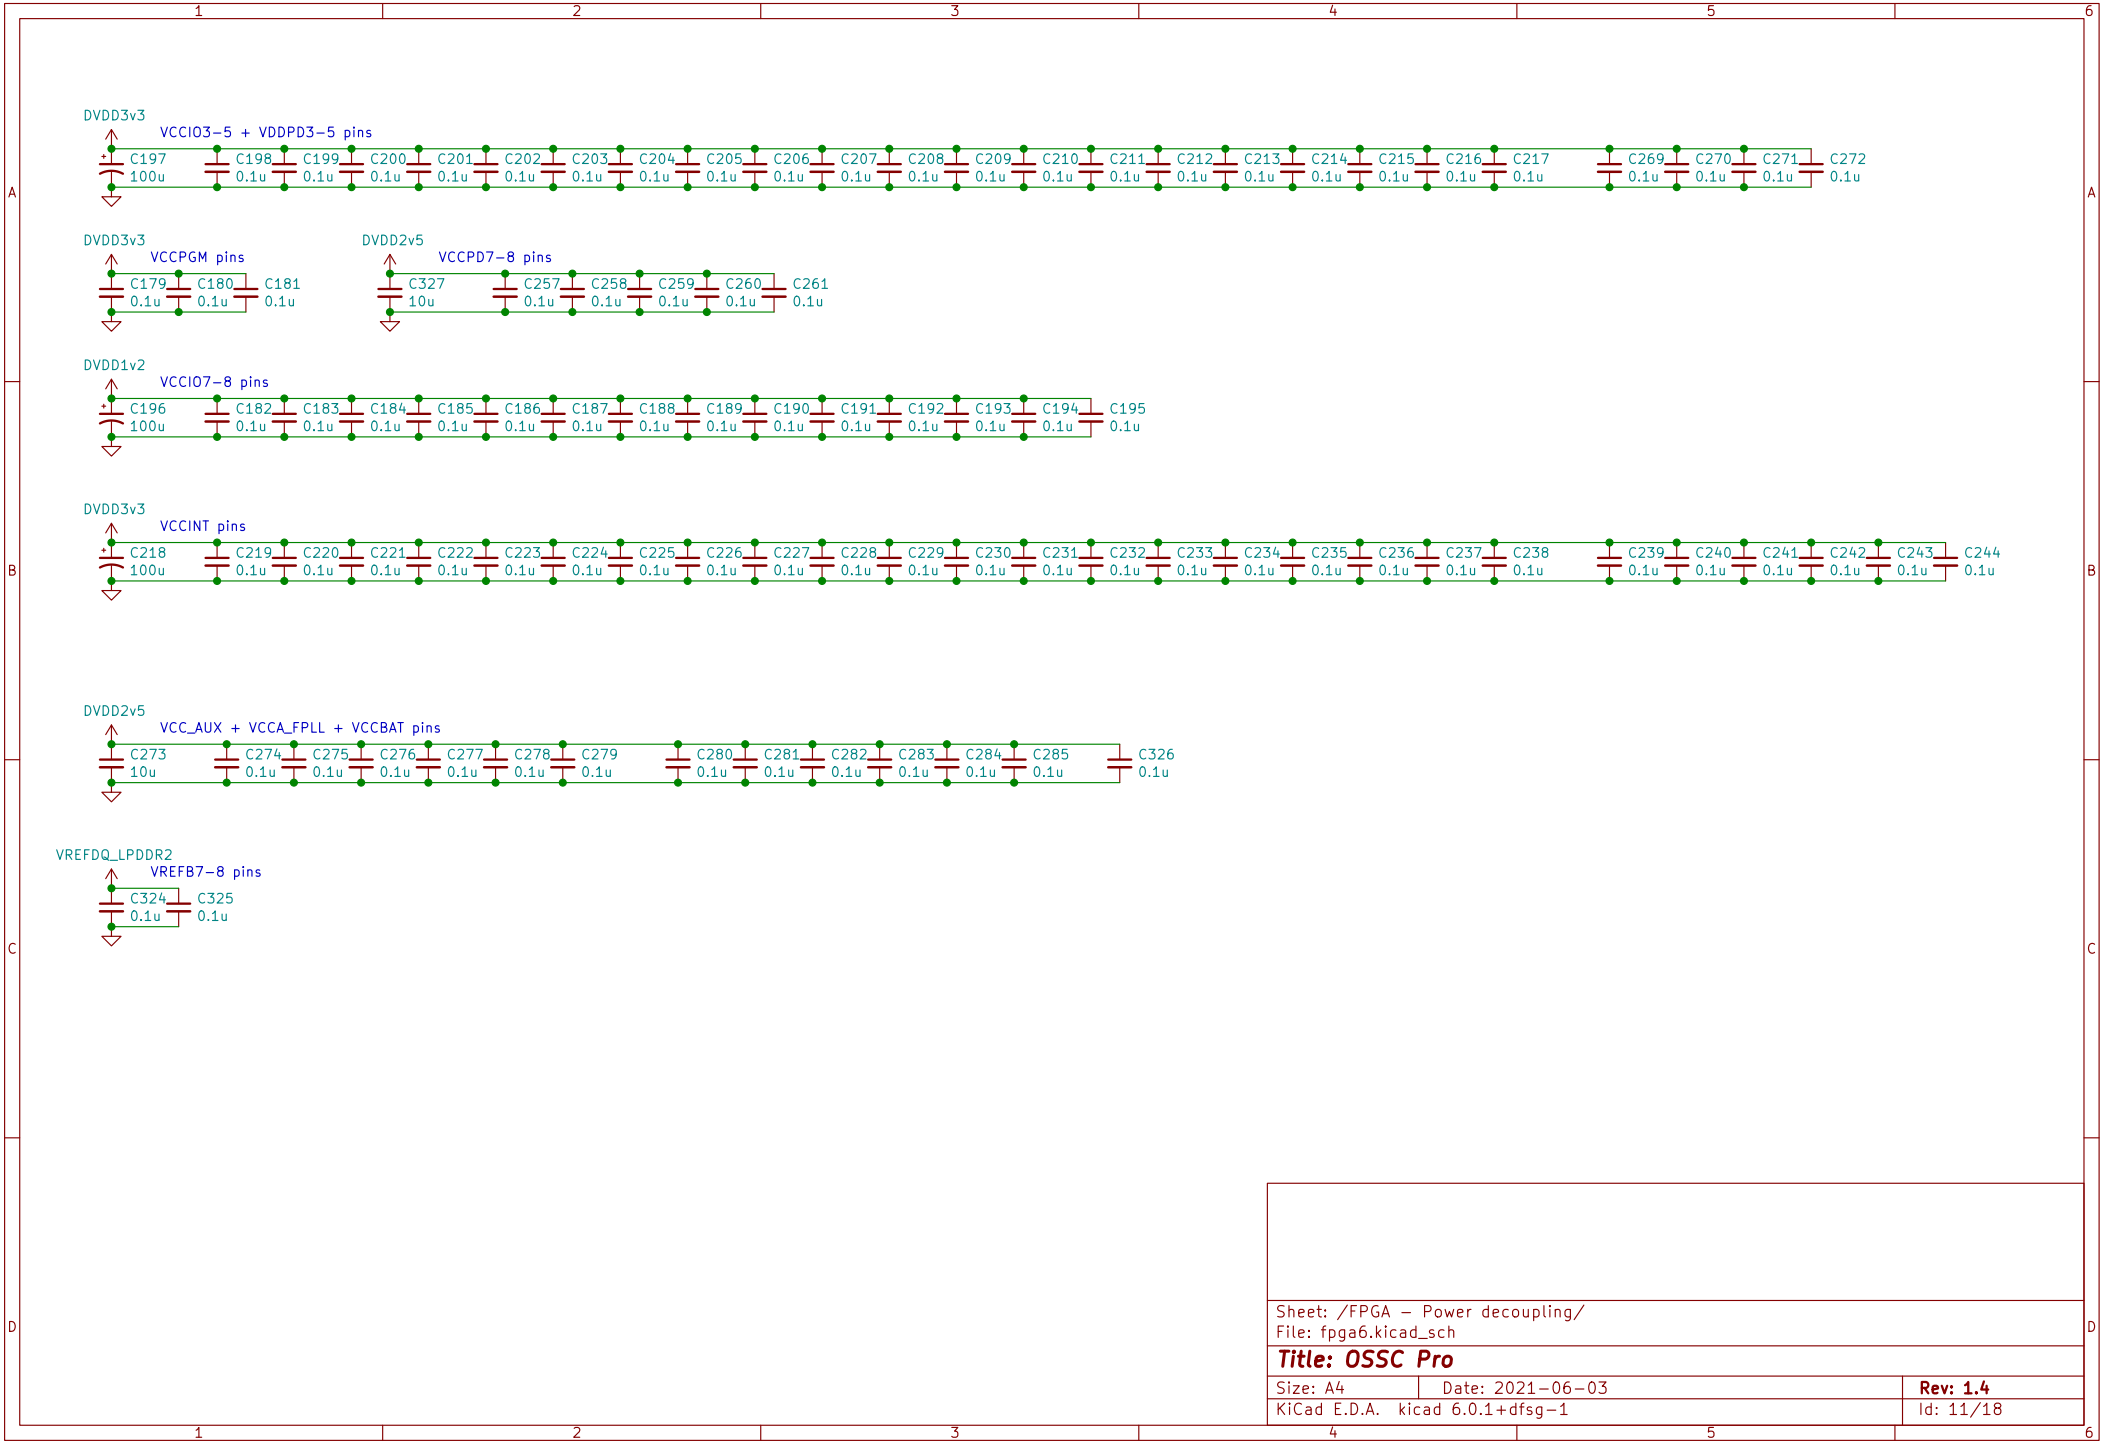 1 2 3 4 5 6
DVDD3v3
VCCIO3-5 + VDDPD3-5 pins
C197 C198 C199 C200 C201 C202 C203 C204 C205 C206 C207 C208 C209 C210 C211 C212 C213 C214 C215 C216 C217 C269 C270 C271 C272
100u 0.1u 0.1u 0.1u 0.1u 0.1u 0.1u 0.1u 0.1u 0.1u 0.1u 0.1u 0.1u 0.1u 0.1u 0.1u 0.1u 0.1u 0.1u 0.1u 0.1u 0.1u 0.1u 0.1u 0.1u
A A
DVDD3v3 DVDD2v5
VCCPGM pins VCCPD7-8 pins
C179 C180 C181 C327 C257 C258 C259 C260 C261
0.1u 0.1u 0.1u 10u 0.1u 0.1u 0.1u 0.1u 0.1u
DVDD1v2
VCCIO7-8 pins
C196 C182 C183 C184 C185 C186 C187 C188 C189 C190 C191 C192 C193 C194 C195
100u 0.1u 0.1u 0.1u 0.1u 0.1u 0.1u 0.1u 0.1u 0.1u 0.1u 0.1u 0.1u 0.1u 0.1u
DVDD3v3
VCCINT pins
C218 C219 C220 C221 C222 C223 C224 C225 C226 C227 C228 C229 C230 C231 C232 C233 C234 C235 C236 C237 C238 C239 C240 C241 C242 C243 C244
100u 0.1u 0.1u 0.1u 0.1u 0.1u 0.1u 0.1u 0.1u 0.1u 0.1u 0.1u 0.1u 0.1u 0.1u 0.1u 0.1u 0.1u 0.1u 0.1u 0.1u 0.1u 0.1u 0.1u 0.1u 0.1u 0.1u
B B
DVDD2v5
VCC_AUX + VCCA_FPLL + VCCBAT pins
C273 C274 C275 C276 C277 C278 C279 C280 C281 C282 C283 C284 C285 C326
10u 0.1u 0.1u 0.1u 0.1u 0.1u 0.1u 0.1u 0.1u 0.1u 0.1u 0.1u 0.1u 0.1u
VREFDQ_LPDDR2
VREFB7-8 pins
C324 C325
0.1u 0.1u
C C
Sheet: /FPGA - Power decoupling/
D D
File: fpga6.kicad_sch
Title: OSSC Pro
Size: A4 Date: 2021-06-03 Rev: 1.4
KiCad E.D.A. kicad 6.0.1+dfsg-1 Id: 11/18
1 2 3 4 5 6